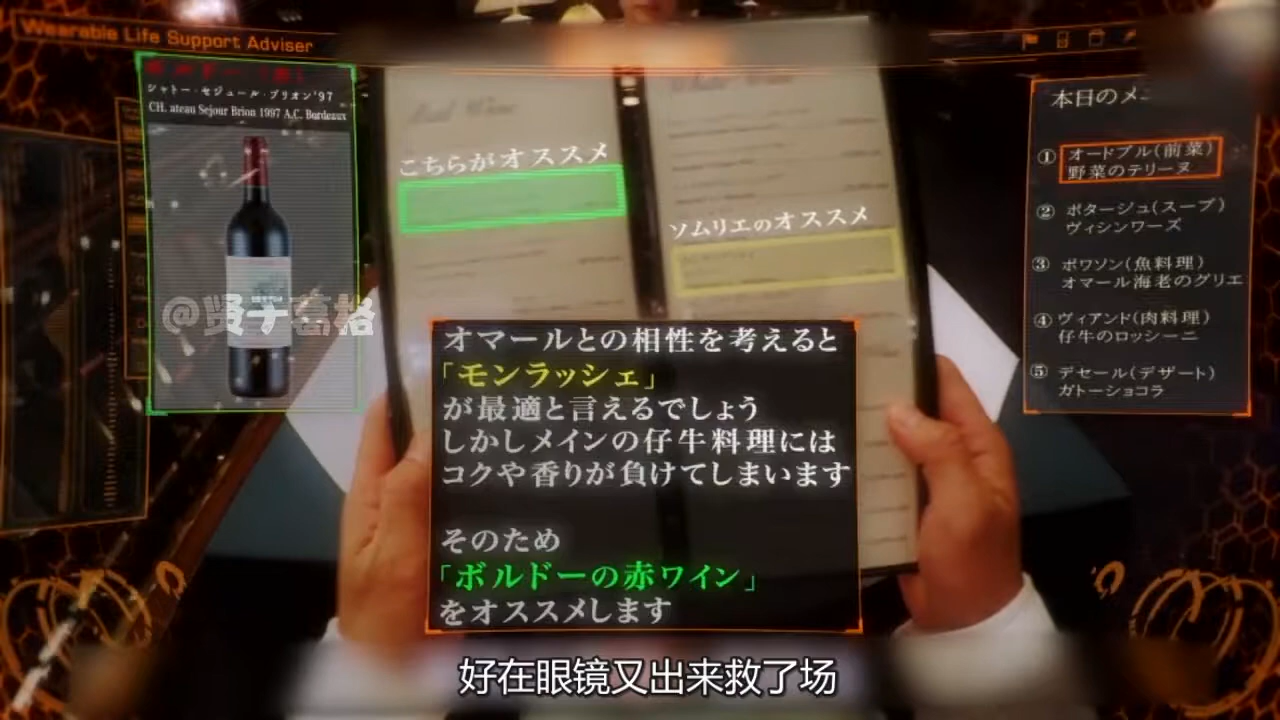 Wearable Life Support Adviser
ボルドー（赤）
シャトー・セジュール・ブリオン'97
CH. ateau Sejour Brion 1997 A.C. Bordeaux
@贤于葛格
Red Wine
こちらがオススメ
ソムリエのオススメ
オマールとの相性を考えると
「モンラッシェ」
が最適と言えるでしょう
しかしメインの仔牛料理には
コクや香りが負けてしまいます
そのため
「ボルドーの赤ワイン」
をオススメします
本日のメ
① オードブル(前菜)
野菜のテリーヌ
② ポタージュ(スープ)
ヴィシソワーズ
③ ポワソン(魚料理)
オマール海老のグリエ
④ ヴィアンド(肉料理)
仔牛のロッシーニ
⑤ デセール(デザート)
ガトーショコラ
好在眼镜又出来救了场